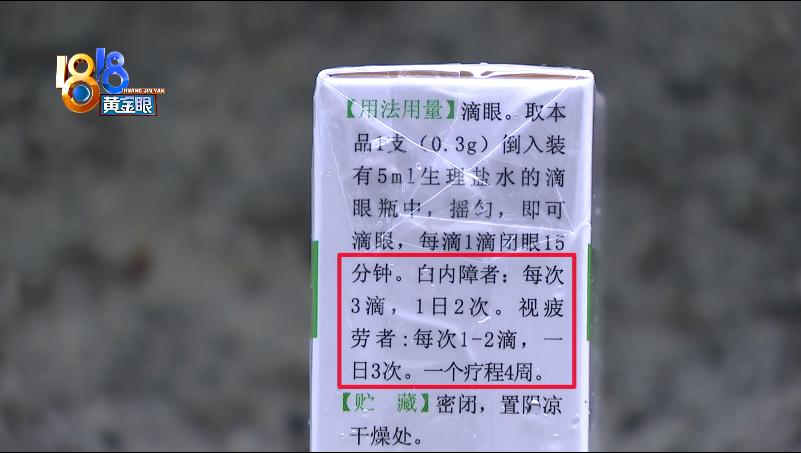 1818
HUANG JIN YAN
黄金眼
【用法用量】滴眼。取本
品1支（0.3g）倒入装
有5ml生理盐水的滴
眼瓶中，摇匀，即可
滴眼，每滴1滴闭眼15
分钟。白内障者：每次
3滴，1日2次。视疲
劳者：每次1-2滴，一
日3次。一个疗程4周。
【贮 藏】密闭，置阴凉
干燥处。